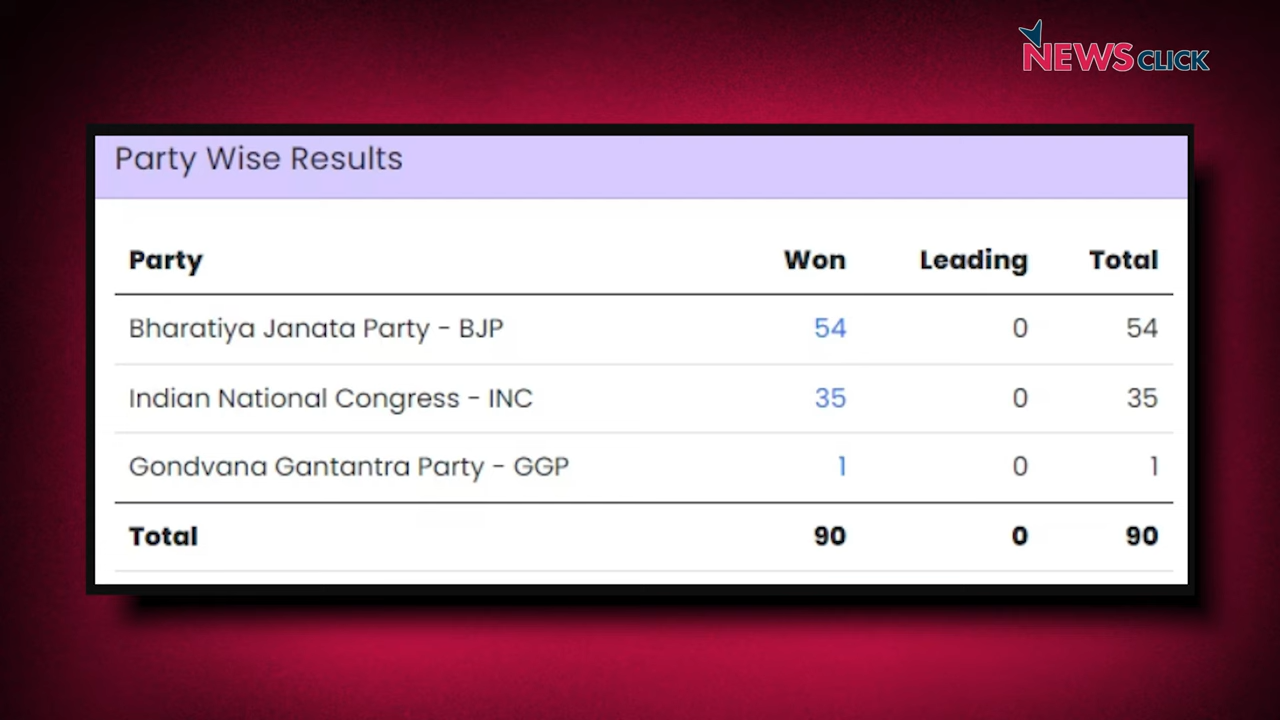 NEWSCLICK
Party Wise Results
Party Won Leading Total
Bharatiya Janata Party - BJP 54 0 54
Indian National Congress - INC 35 0 35
Gondvana Gantantra Party - GGP 1 0 1
Total 90 0 90